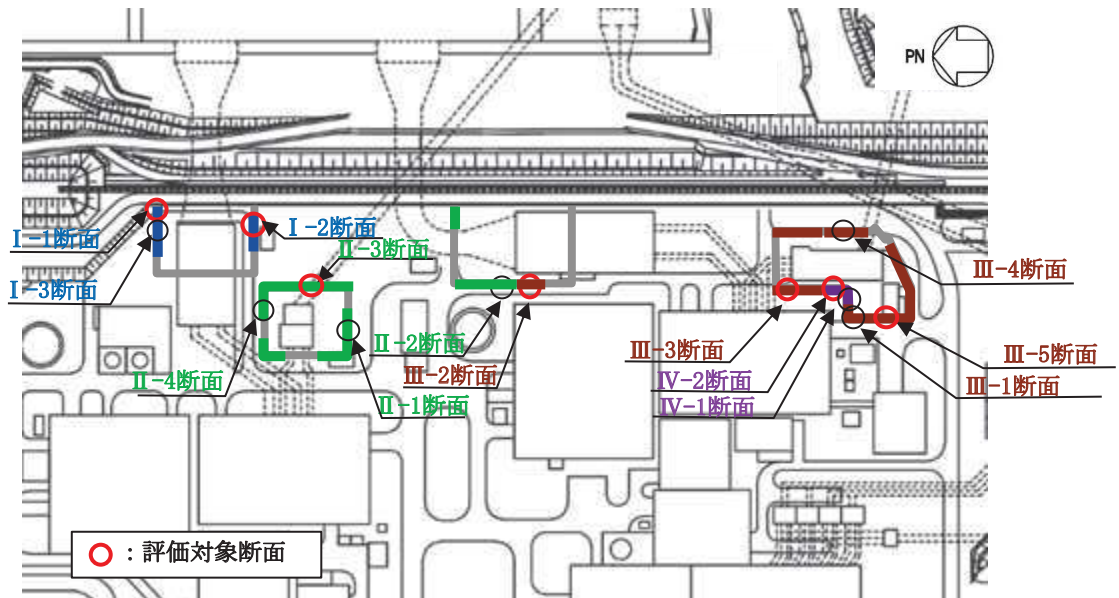 PN
Ⅰ-1断面
Ⅰ-2断面
Ⅱ-3断面
Ⅰ-3断面
Ⅲ-4断面
Ⅱ-2断面
Ⅲ-3断面
Ⅲ-5断面
Ⅱ-4断面
Ⅲ-2断面
Ⅳ-2断面
Ⅲ-1断面
Ⅱ-1断面
Ⅳ-1断面
：評価対象断面